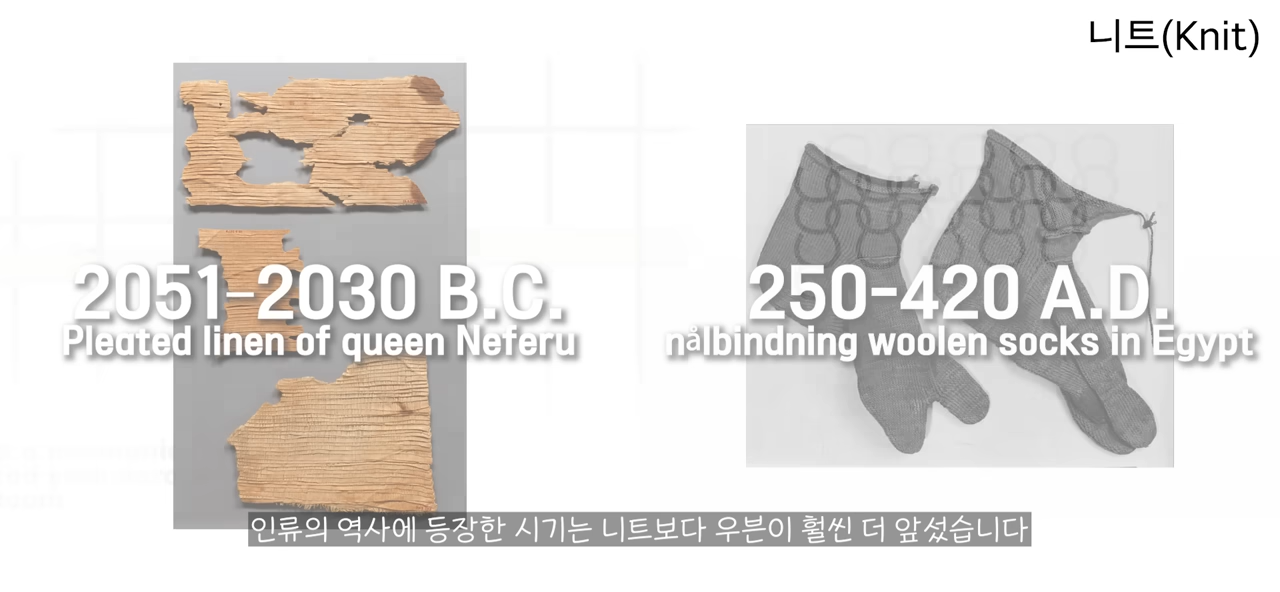 니트(Knit)
2051-2030 B.C.
Pleated linen of queen Neferu
250-420 A.D.
nålbindning woolen socks in Egypt
인류의 역사에 등장한 시기는 니트보다 우븐이 훨씬 더 앞섰습니다